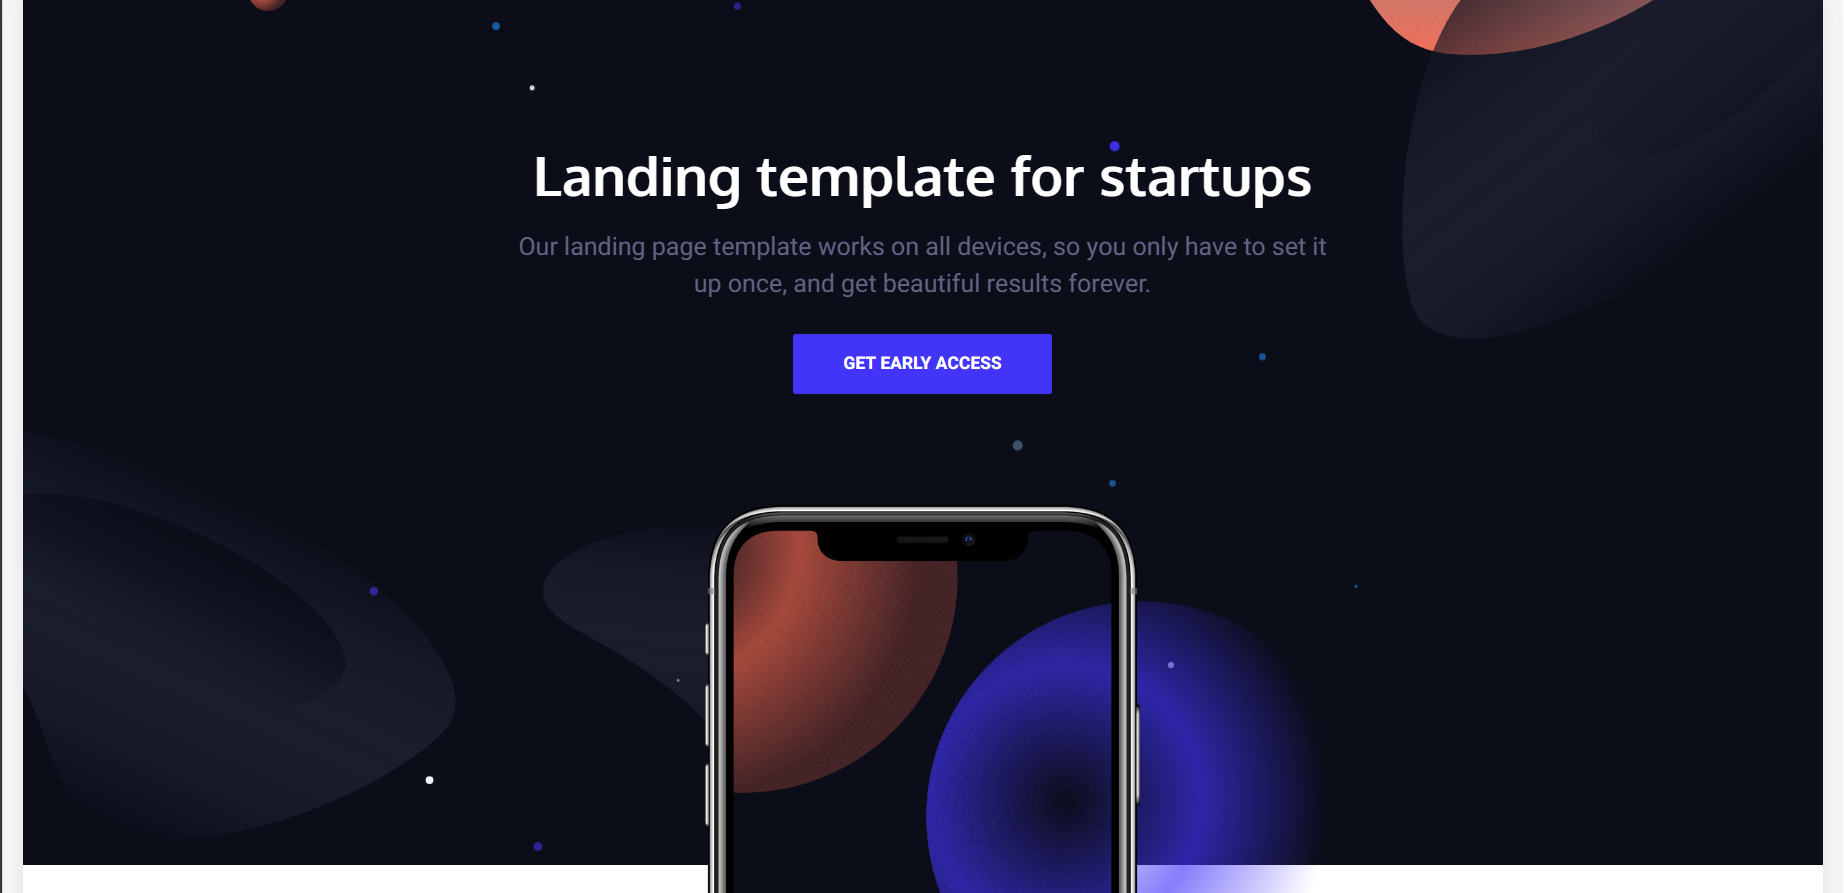 Landing template for startups
Our landing page template works on all devices, so you only have to set it
up once, and get beautiful results forever.
GET EARLY ACCESS